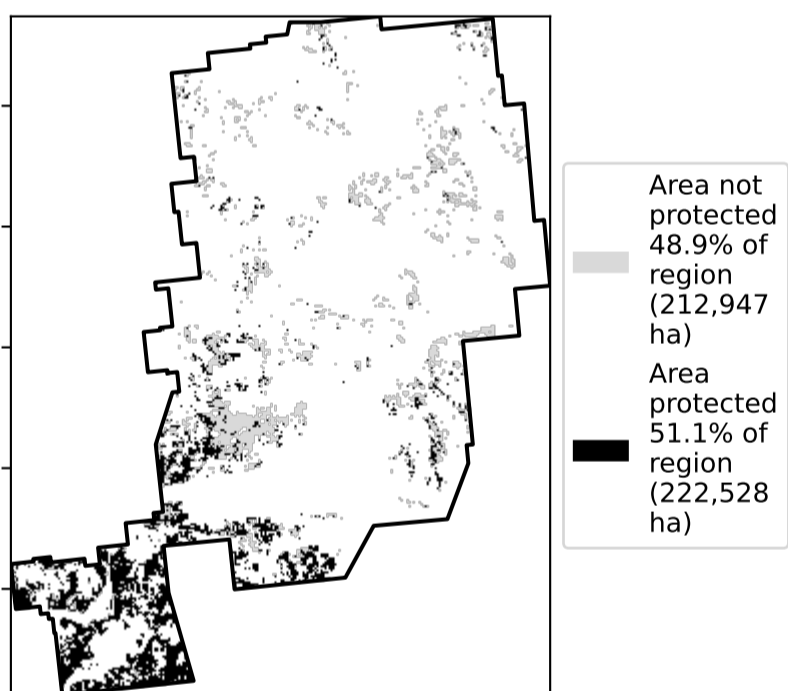 Area not
protected
48.9% of
region
(212,947
ha)
Area
protected
51.1% of
region
(222,528
ha)